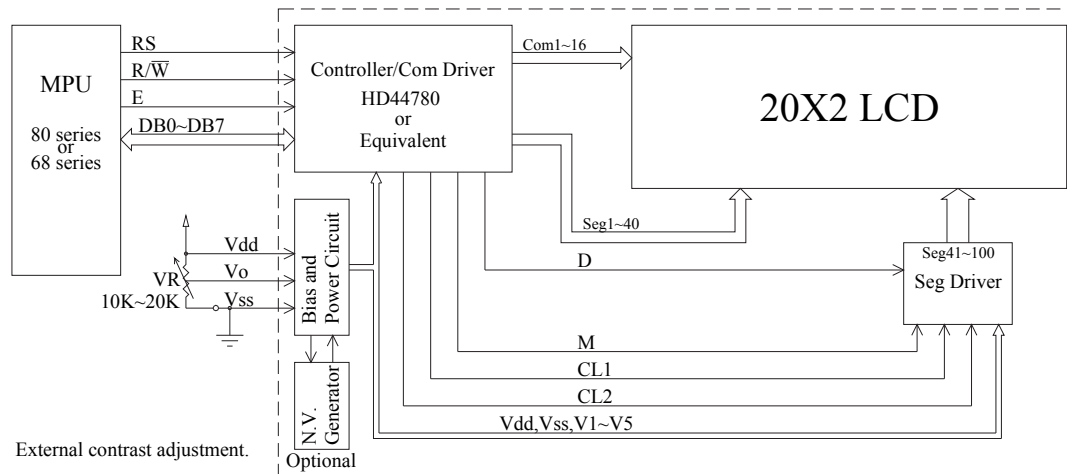 MPU
80 series
or
68 series
RS
R/W̅
E
DB0~DB7
Controller/Com Driver
HD44780
or
Equivalent
Com1~16
20X2 LCD
Seg1~40
Seg41~100
Seg Driver
D
M
CL1
CL2
Vdd,Vss,V1~V5
Vdd
Vo
Vss
VR
10K~20K
Bias and
Power Circuit
N.V.
Generator
Optional
External contrast adjustment.